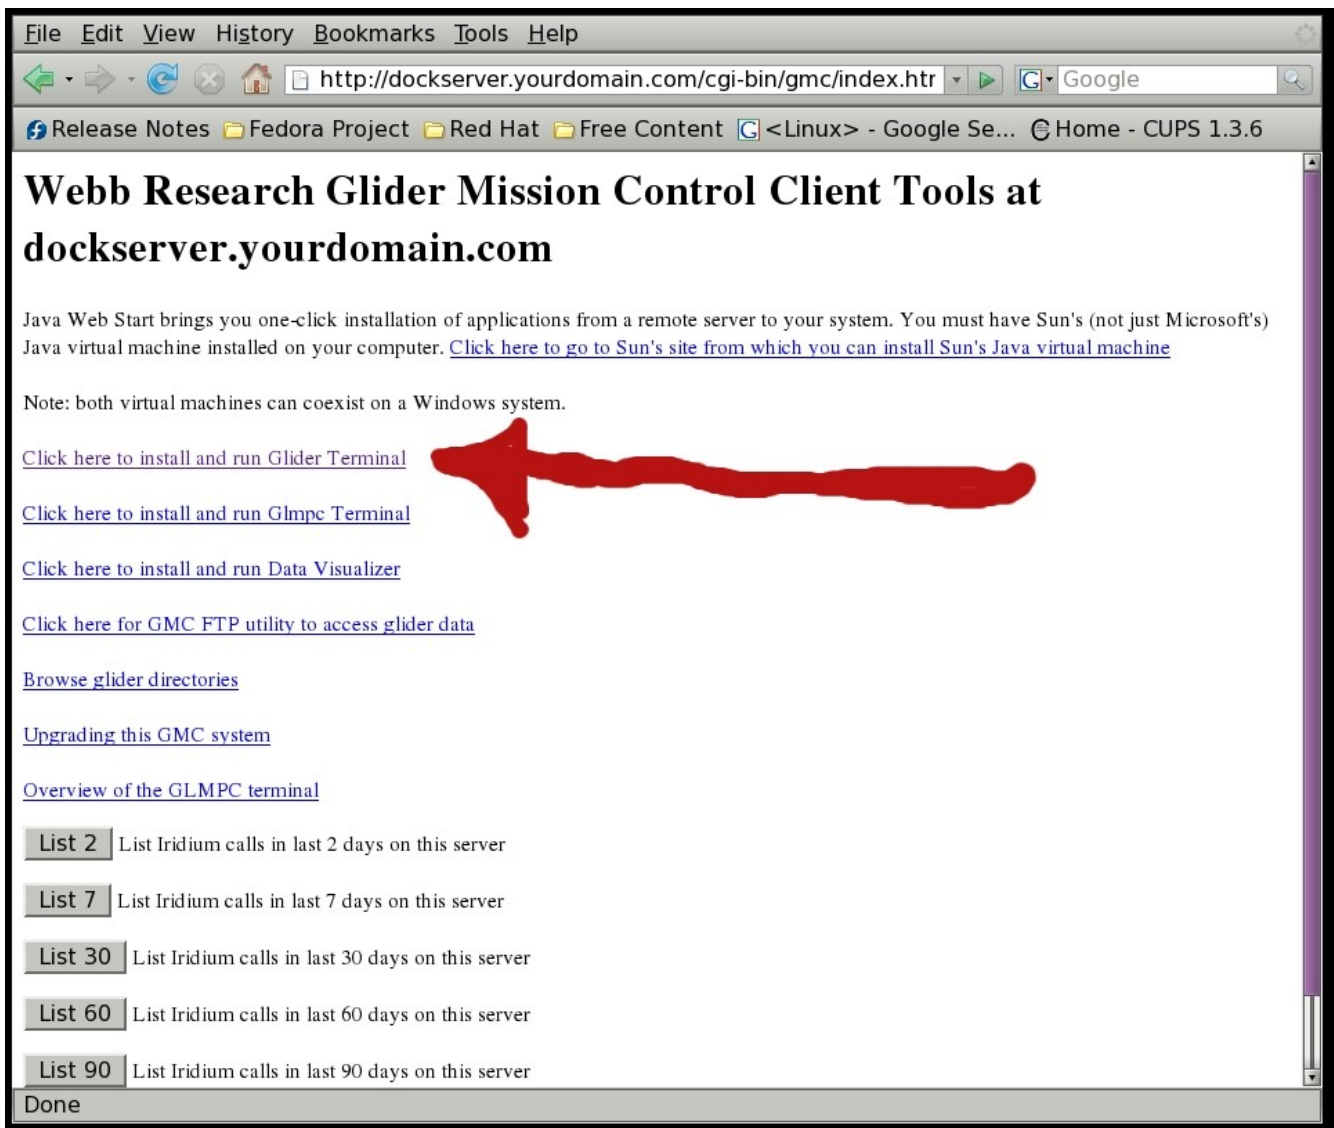 File Edit View History Bookmarks Tools Help
http://dockserver.yourdomain.com/cgi-bin/gmc/index.htr G Google
Release Notes Fedora Project Red Hat Free Content G <Linux> - Google Se... Home - CUPS 1.3.6
Webb Research Glider Mission Control Client Tools at
dockserver.yourdomain.com
Java Web Start brings you one-click installation of applications from a remote server to your system. You must have Sun's (not just Microsoft's)
Java virtual machine installed on your computer. Click here to go to Sun's site from which you can install Sun's Java virtual machine
Note: both virtual machines can coexist on a Windows system.
Click here to install and run Glider Terminal
Click here to install and run Glmpc Terminal
Click here to install and run Data Visualizer
Click here for GMC FTP utility to access glider data
Browse glider directories
Upgrading this GMC system
Overview of the GLMPC terminal
List 2 List Iridium calls in last 2 days on this server
List 7 List Iridium calls in last 7 days on this server
List 30 List Iridium calls in last 30 days on this server
List 60 List Iridium calls in last 60 days on this server
List 90 List Iridium calls in last 90 days on this server
Done